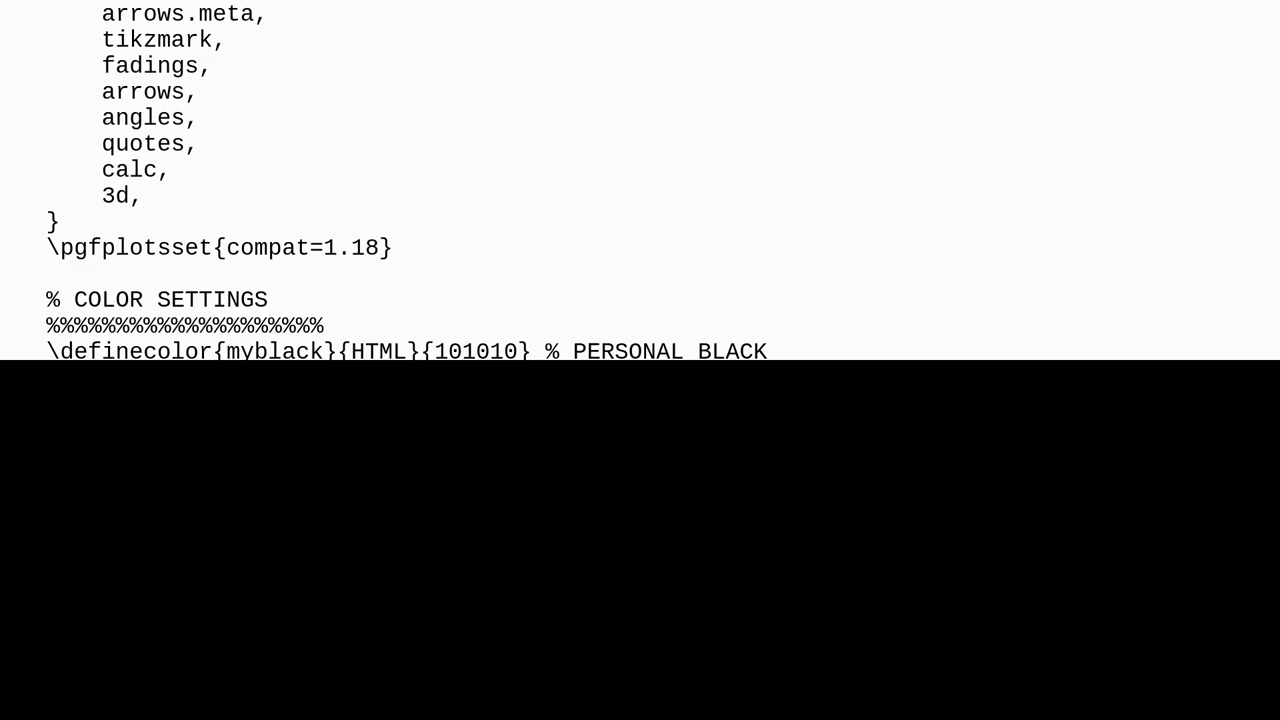 arrows.meta,
tikzmark,
fadings,
arrows,
angles,
quotes,
calc,
3d,
}
\pgfplotsset{compat=1.18}
% COLOR SETTINGS
%%%%%%%%%%%%%%%%%%%%
\definecolor{myblack}{HTML}{101010} % PERSONAL BLACK